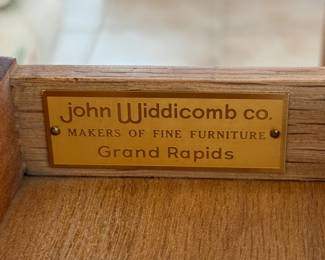 john Widdicomb co.
MAKERS OF FINE FURNITURE
Grand Rapids